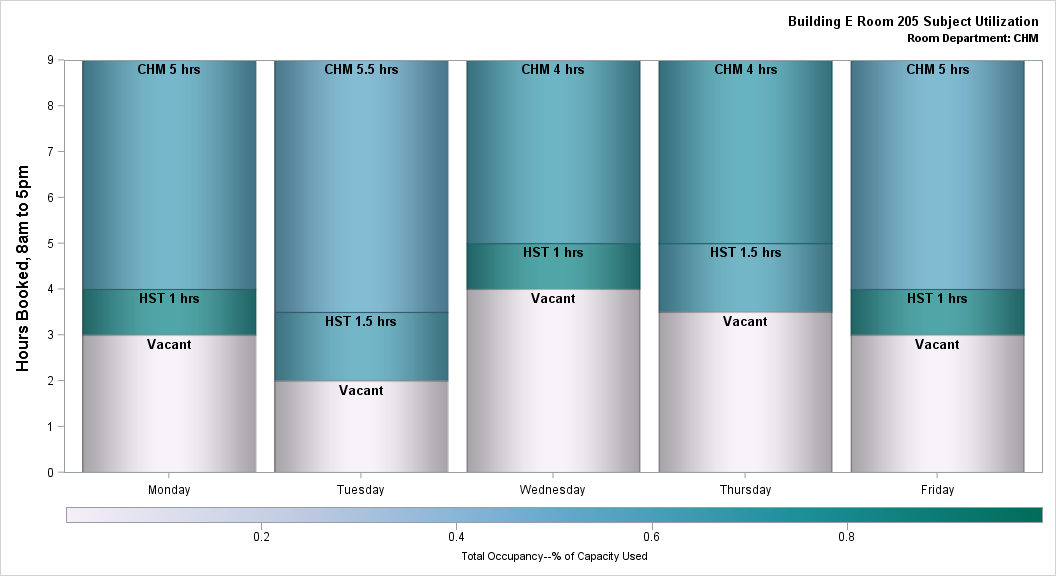 Building E Room 205 Subject Utilization
Room Department: CHM
Hours Booked, 8am to 5pm
9
8
7
6
5
4
3
2
1
0
CHM 5 hrs
HST 1 hrs
Vacant
CHM 5.5 hrs
HST 1.5 hrs
Vacant
CHM 4 hrs
HST 1 hrs
Vacant
CHM 4 hrs
HST 1.5 hrs
Vacant
CHM 5 hrs
HST 1 hrs
Vacant
Monday Tuesday Wednesday Thursday Friday
0.2 0.4 0.6 0.8
Total Occupancy--% of Capacity Used